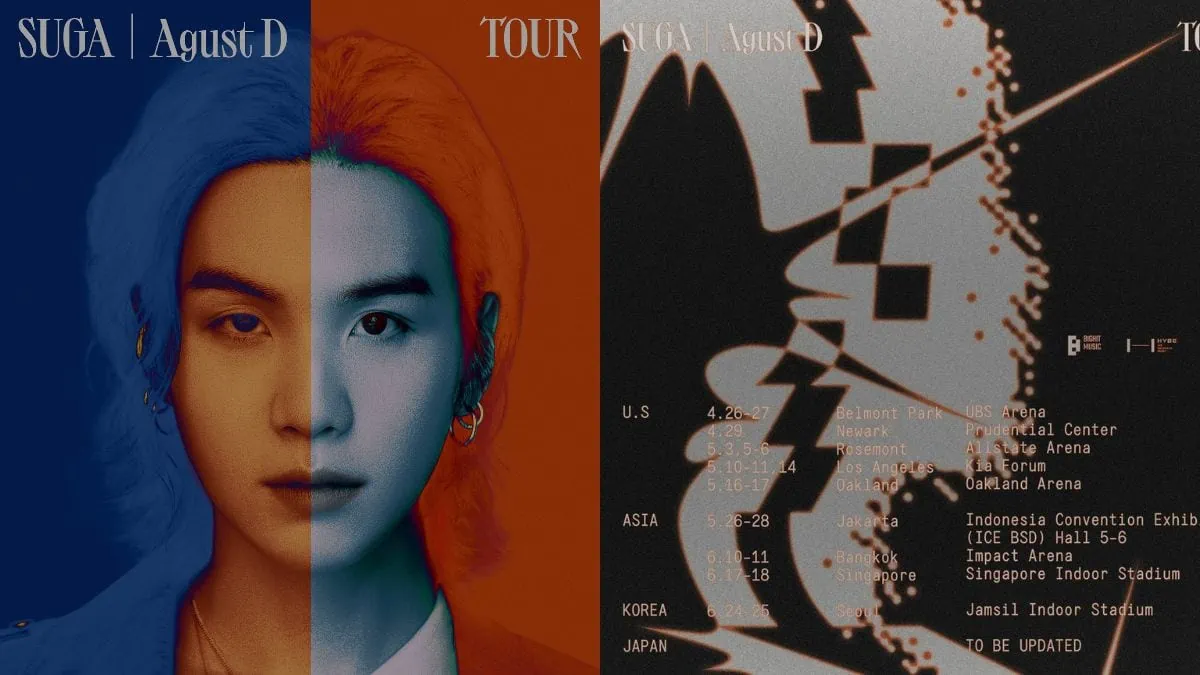 SUGA | Agust D
TOUR
SUGA | Agust D
TO
BIGHIT
MUSIC
HYBE
U.S 4.26-27 Belmont Park UBS Arena
4.29 Newark Prudential Center
5.3,5-6 Rosemont Allstate Arena
5.10-11,14 Los Angeles Kia Forum
5.16-17 Oakland Oakland Arena
ASIA 5.26-28 Jakarta Indonesia Convention Exhib
(ICE BSD) Hall 5-6
6.10-11 Bangkok Impact Arena
6.17-18 Singapore Singapore Indoor Stadium
KOREA 6.24-25 Seoul Jamsil Indoor Stadium
JAPAN TO BE UPDATED